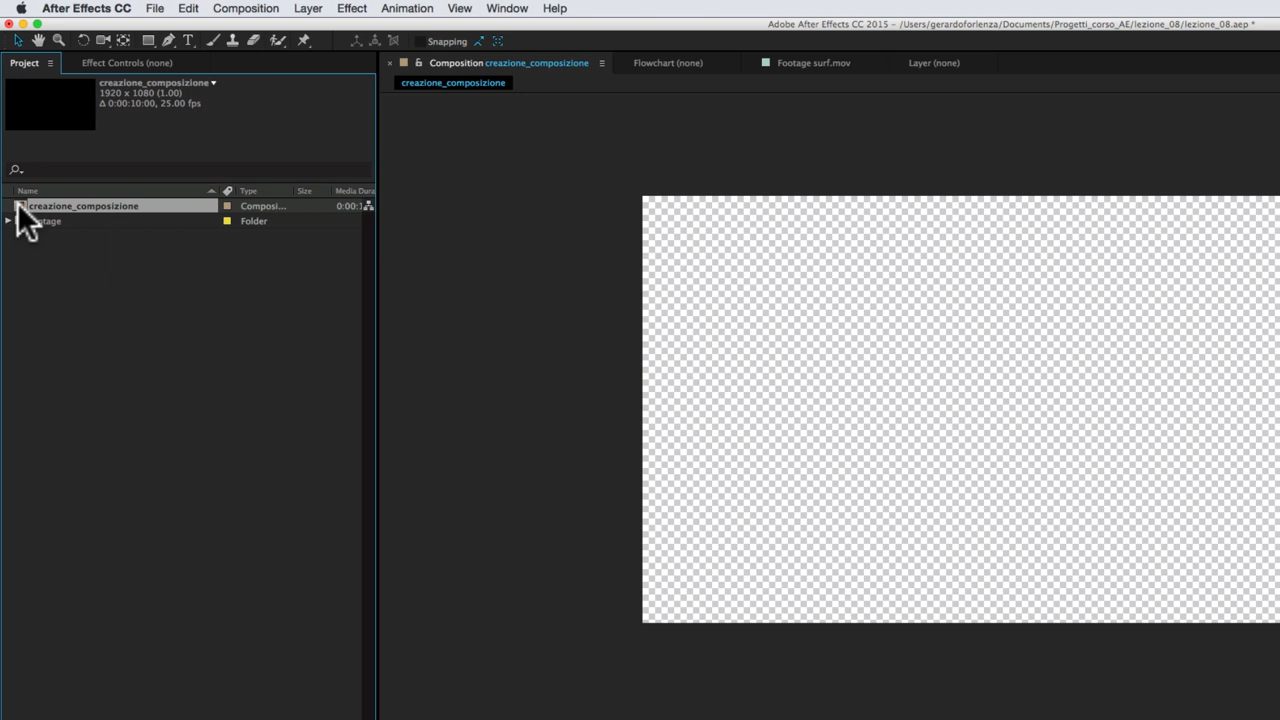 After Effects CC File Edit Composition Layer Effect Animation View Window Help
Adobe After Effects CC 2015 - /Users/gerardoforlenza/Documents/Progetti_corso_AE/lezione_08/lezione_08.aep *
Snapping
Project Effect Controls (none) Composition creazione_composizione Flowchart (none) Footage surf.mov Layer (none)
creazione_composizione
creazione_composizione
1920 x 1080 (1.00)
Δ 0:00:10:00, 25.00 fps
Name Type Size Media Dura
creazione_composizione Composi... 0:00:1
Folder